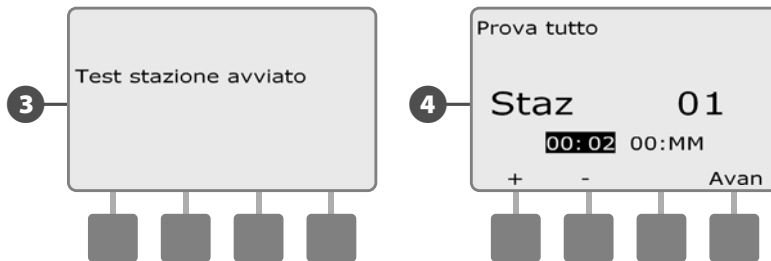 3
Test stazione avviato
4
Prova tutto
Staz 01
00:02 00:MM
+ - Avan